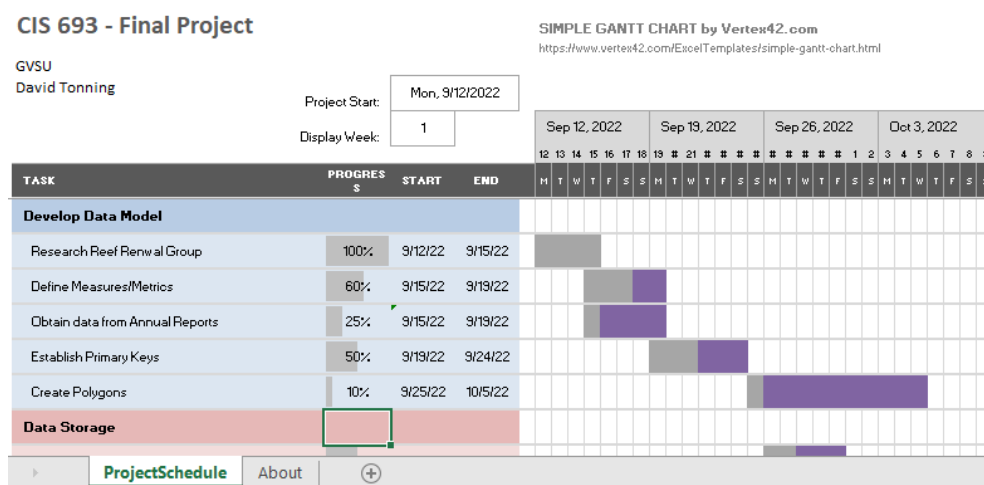 CIS 693 - Final Project
SIMPLE GANTT CHART by Vertex42.com
https://www.vertex42.com/ExcelTemplates/simple-gantt-chart.html
GVSU
David Tonning
Project Start: Mon, 9/12/2022
Display Week: 1
Sep 12, 2022 Sep 19, 2022 Sep 26, 2022 Oct 3, 2022
12 13 14 15 16 17 18 19 # 21 # # # # # # # # # 1 2 3 4 5 6 7 8
TASK PROGRESS START END M T W T F S S M T W T F S S M T W T F S S M T W T F S
Develop Data Model
Research Reef Renwal Group 100% 9/12/22 9/15/22
Define Measures/Metrics 60% 9/15/22 9/19/22
Obtain data from Annual Reports 25% 9/15/22 9/19/22
Establish Primary Keys 50% 9/19/22 9/24/22
Create Polygons 10% 9/25/22 10/5/22
Data Storage
ProjectSchedule About